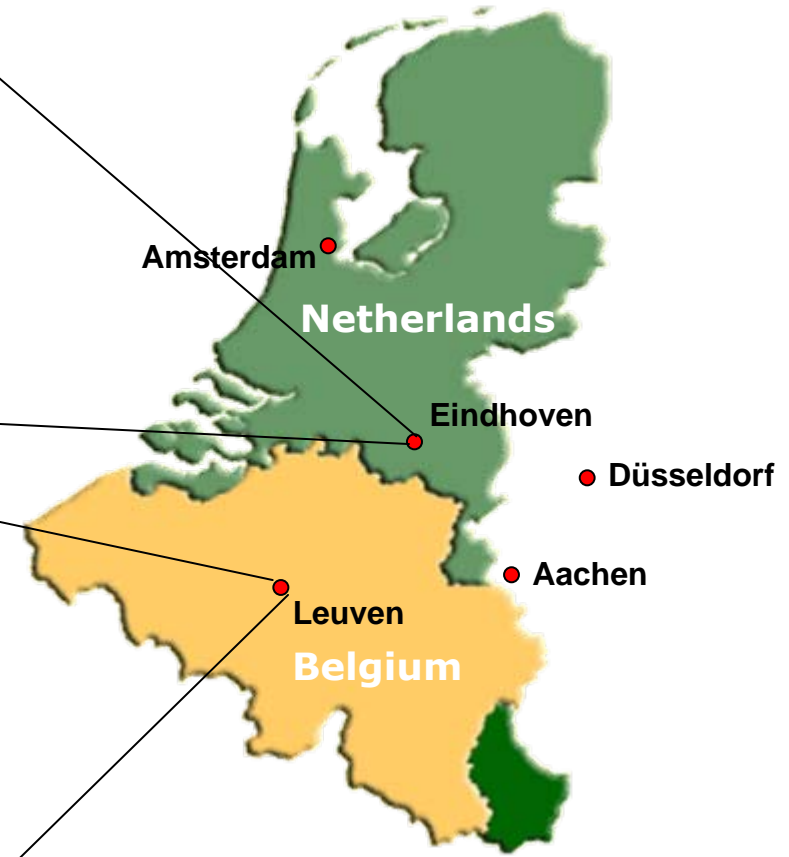 Amsterdam
Netherlands
Eindhoven
Düsseldorf
Aachen
Leuven
Belgium